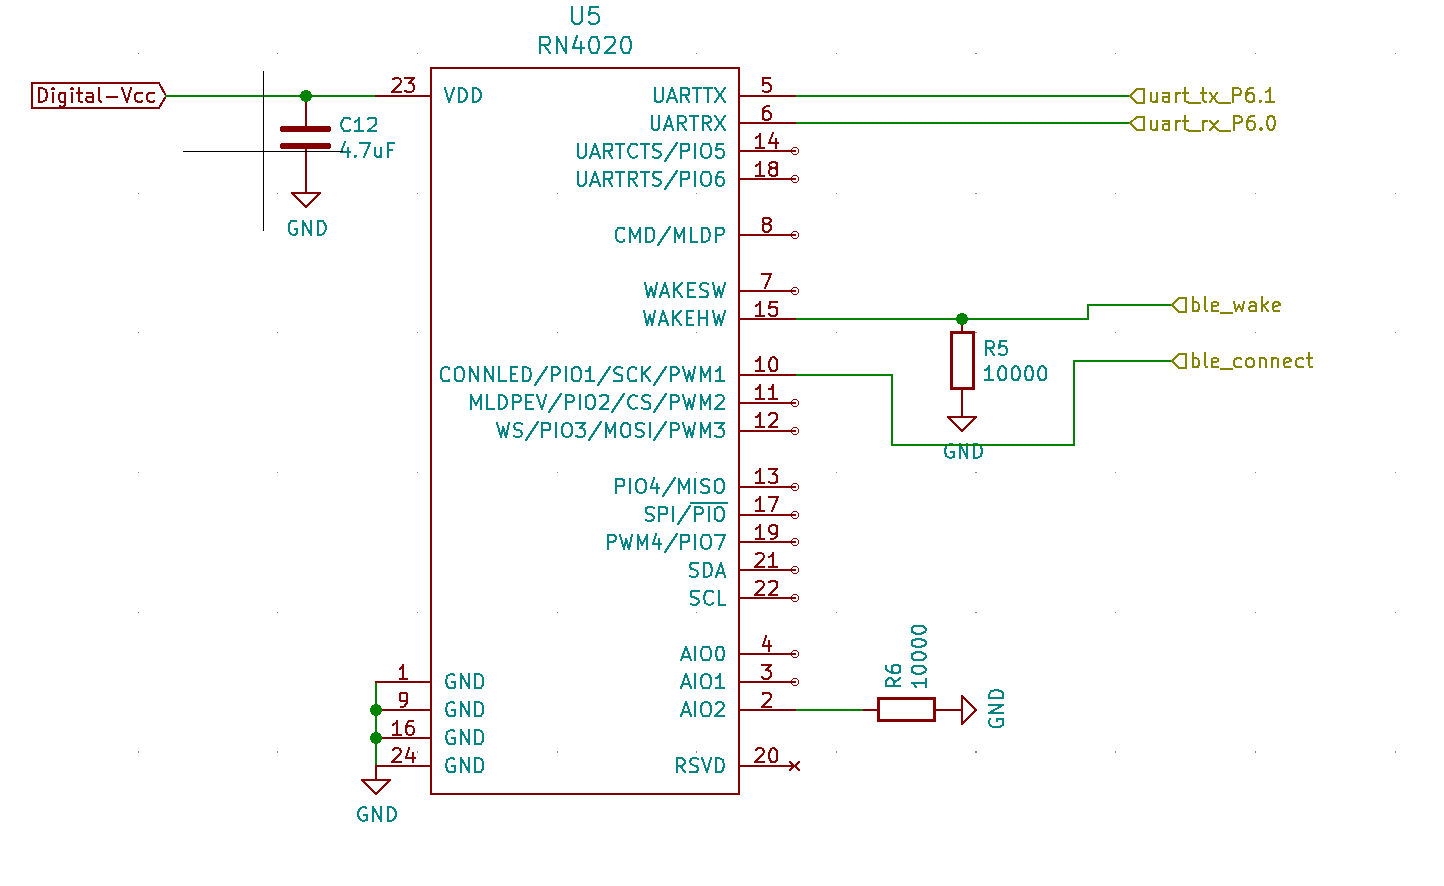 U5
RN4020
Digital-Vcc
C12
4.7uF
GND
23
VDD
UARTTX
5
uart_tx_P6.1
UARTRX
6
uart_rx_P6.0
UARTCTS/PIO5
14
UARTRTS/PIO6
18
CMD/MLDP
8
WAKESW
7
WAKEHW
15
ble_wake
R5
10000
GND
CONNLED/PIO1/SCK/PWM1
10
ble_connect
MLDPEV/PIO2/CS/PWM2
11
WS/PIO3/MOSI/PWM3
12
PIO4/MISO
13
SPI/PIO
17
PWM4/PIO7
19
SDA
21
SCL
22
AIO0
4
AIO1
3
AIO2
2
R6
10000
GND
RSVD
20
1
GND
9
GND
16
GND
24
GND
GND